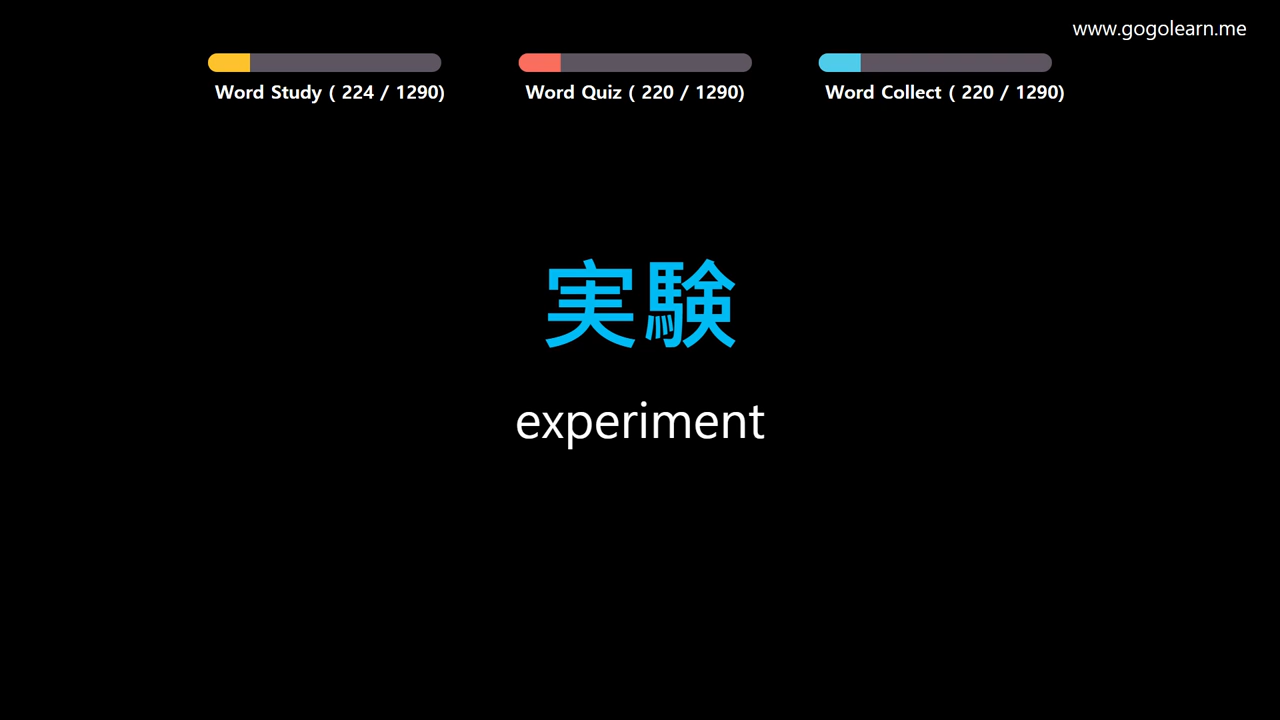 www.gogolearn.me
Word Study ( 224 / 1290)
Word Quiz ( 220 / 1290)
Word Collect ( 220 / 1290)
実験
experiment